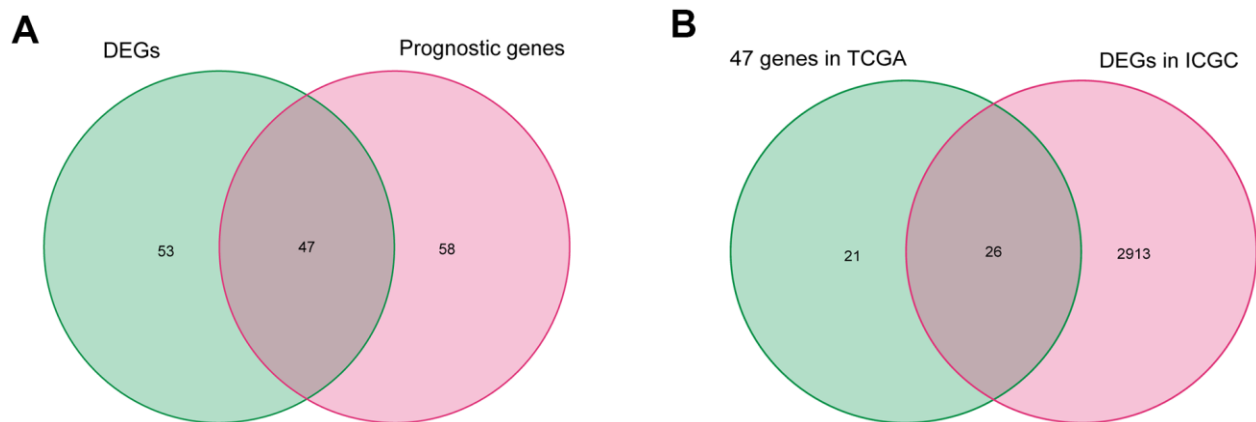 A
DEGs
Prognostic genes
53
47
58
B
47 genes in TCGA
DEGs in ICGC
21
26
2913